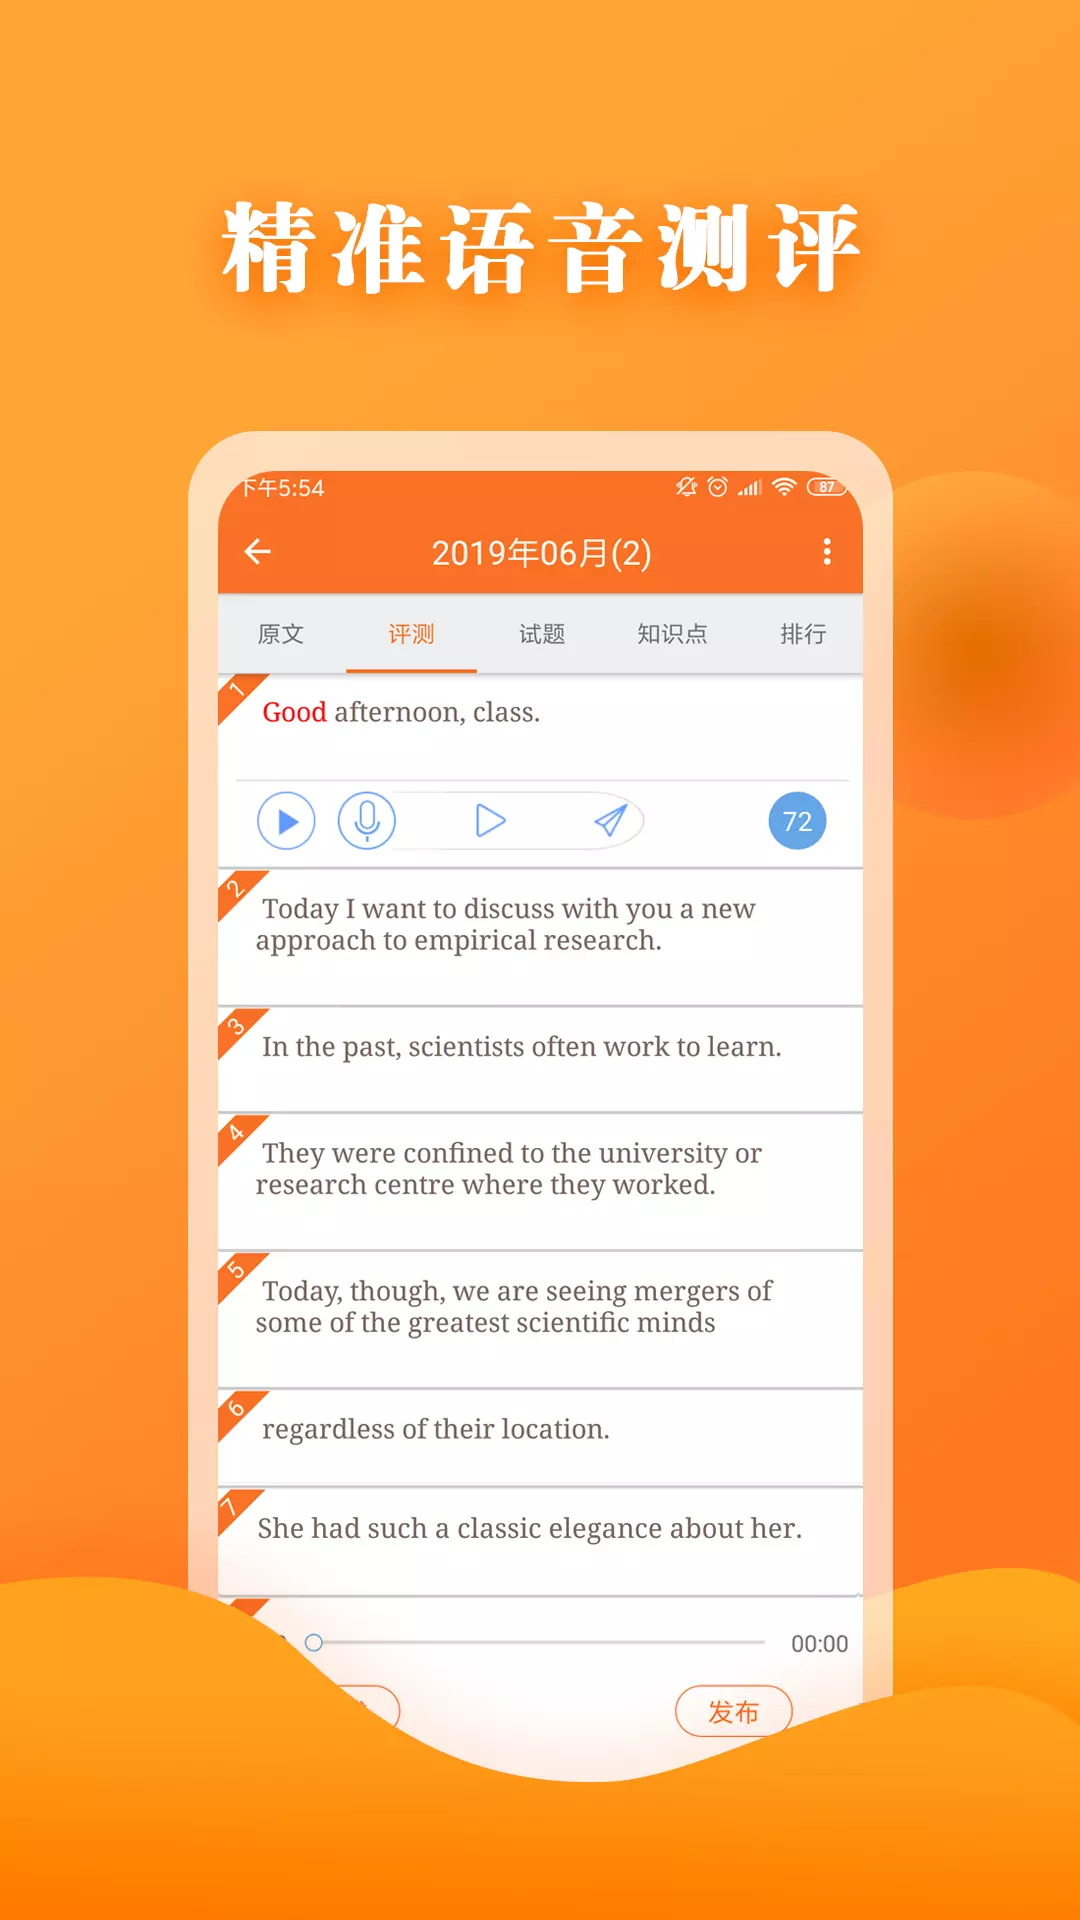 精准语音测评
下午5:54
87
2019年06月(2)
原文 评测 试题 知识点 排行
1
Good afternoon, class.
72
2
Today I want to discuss with you a new
approach to empirical research.
3
In the past, scientists often work to learn.
4
They were confined to the university or
research centre where they worked.
5
Today, though, we are seeing mergers of
some of the greatest scientific minds
6
regardless of their location.
7
She had such a classic elegance about her.
00:00
发布